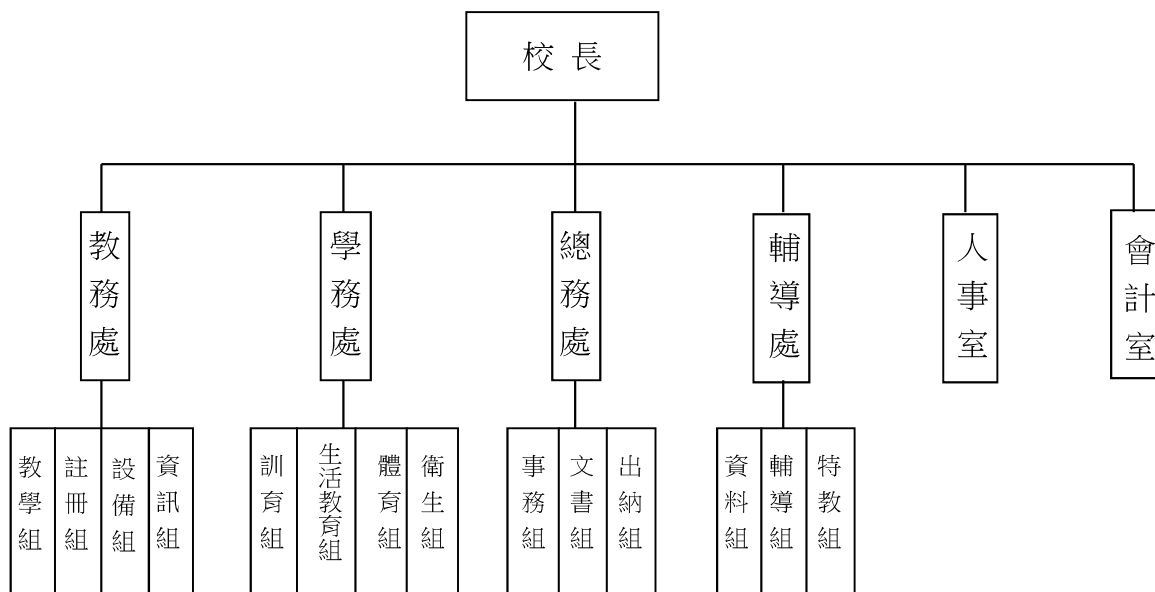 校長
教務處
學務處
總務處
輔導處
人事室
會計室
教學組
註冊組
設備組
資訊組
訓育組
生活教育組
體育組
衛生組
事務組
文書組
出納組
資料組
輔導組
特教組